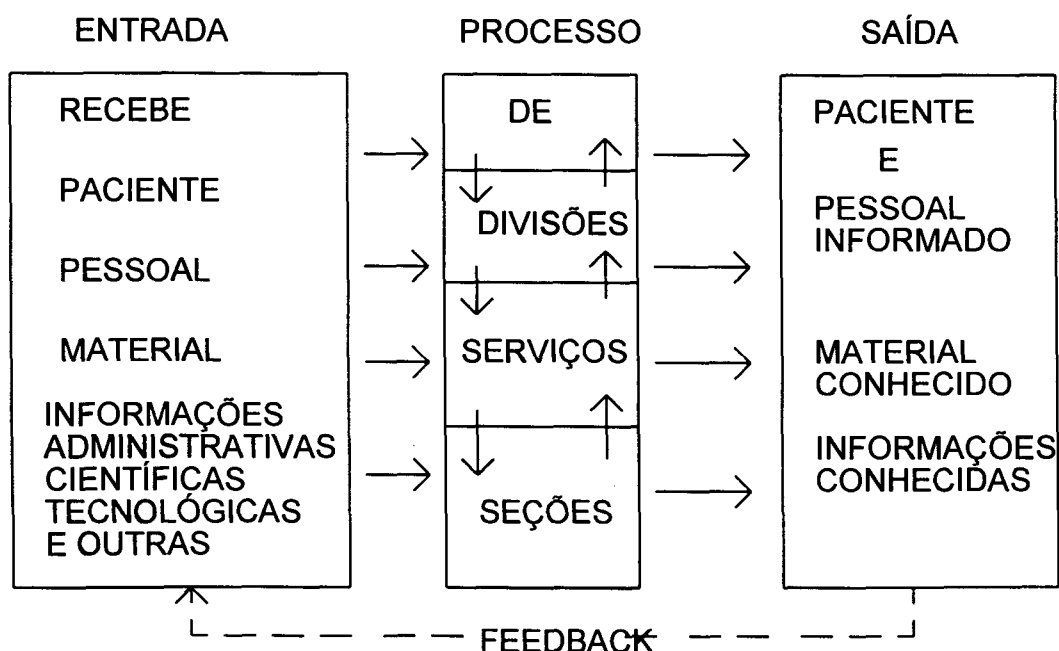 ENTRADA
PROCESSO
SAÍDA
RECEBE
PACIENTE
PESSOAL
MATERIAL
INFORMAÇÕES
ADMINISTRATIVAS
CIENTÍFICAS
TECNOLÓGICAS
E OUTRAS
DE
DIVISÕES
SERVIÇOS
SEÇÕES
PACIENTE
E
PESSOAL
INFORMADO
MATERIAL
CONHECIDO
INFORMAÇÕES
CONHECIDAS
FEEDBACK